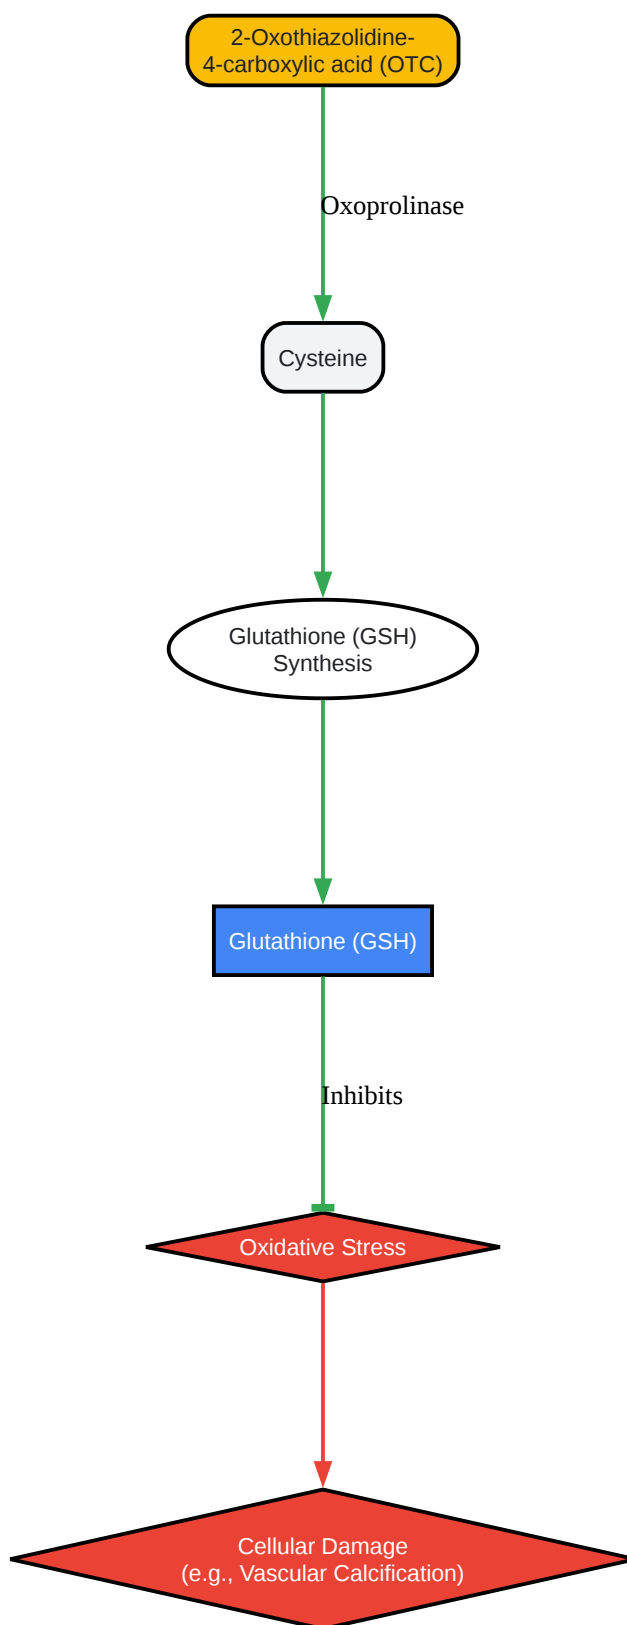 2-Oxothiazolidine-
4-carboxylic acid (OTC)
Oxoprolinase
Cysteine
Glutathione (GSH)
Synthesis
Glutathione (GSH)
Inhibits
Oxidative Stress
Cellular Damage
(e.g., Vascular Calcification)